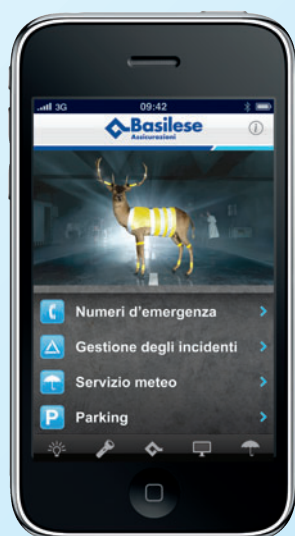 3G 09:42
Basilese
Assicurazioni
i
Numeri d'emergenza
Gestione degli incidenti
Servizio meteo
P Parking